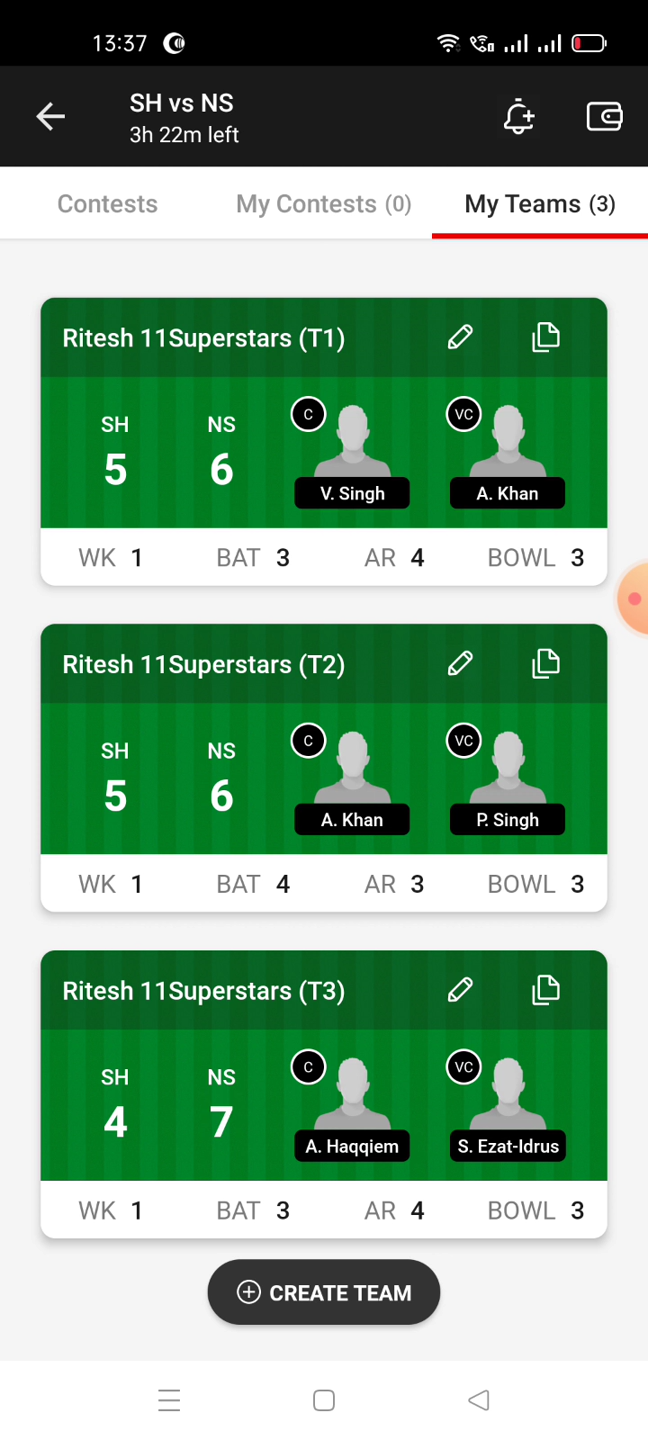 13:37
SH vs NS
3h 22m left
Contests My Contests (0) My Teams (3)
Ritesh 11Superstars (T1)
SH NS C VC
5 6
V. Singh A. Khan
WK 1 BAT 3 AR 4 BOWL 3
Ritesh 11Superstars (T2)
SH NS C VC
5 6
A. Khan P. Singh
WK 1 BAT 4 AR 3 BOWL 3
Ritesh 11Superstars (T3)
SH NS C VC
4 7
A. Haqqiem S. Ezat-Idrus
WK 1 BAT 3 AR 4 BOWL 3
CREATE TEAM